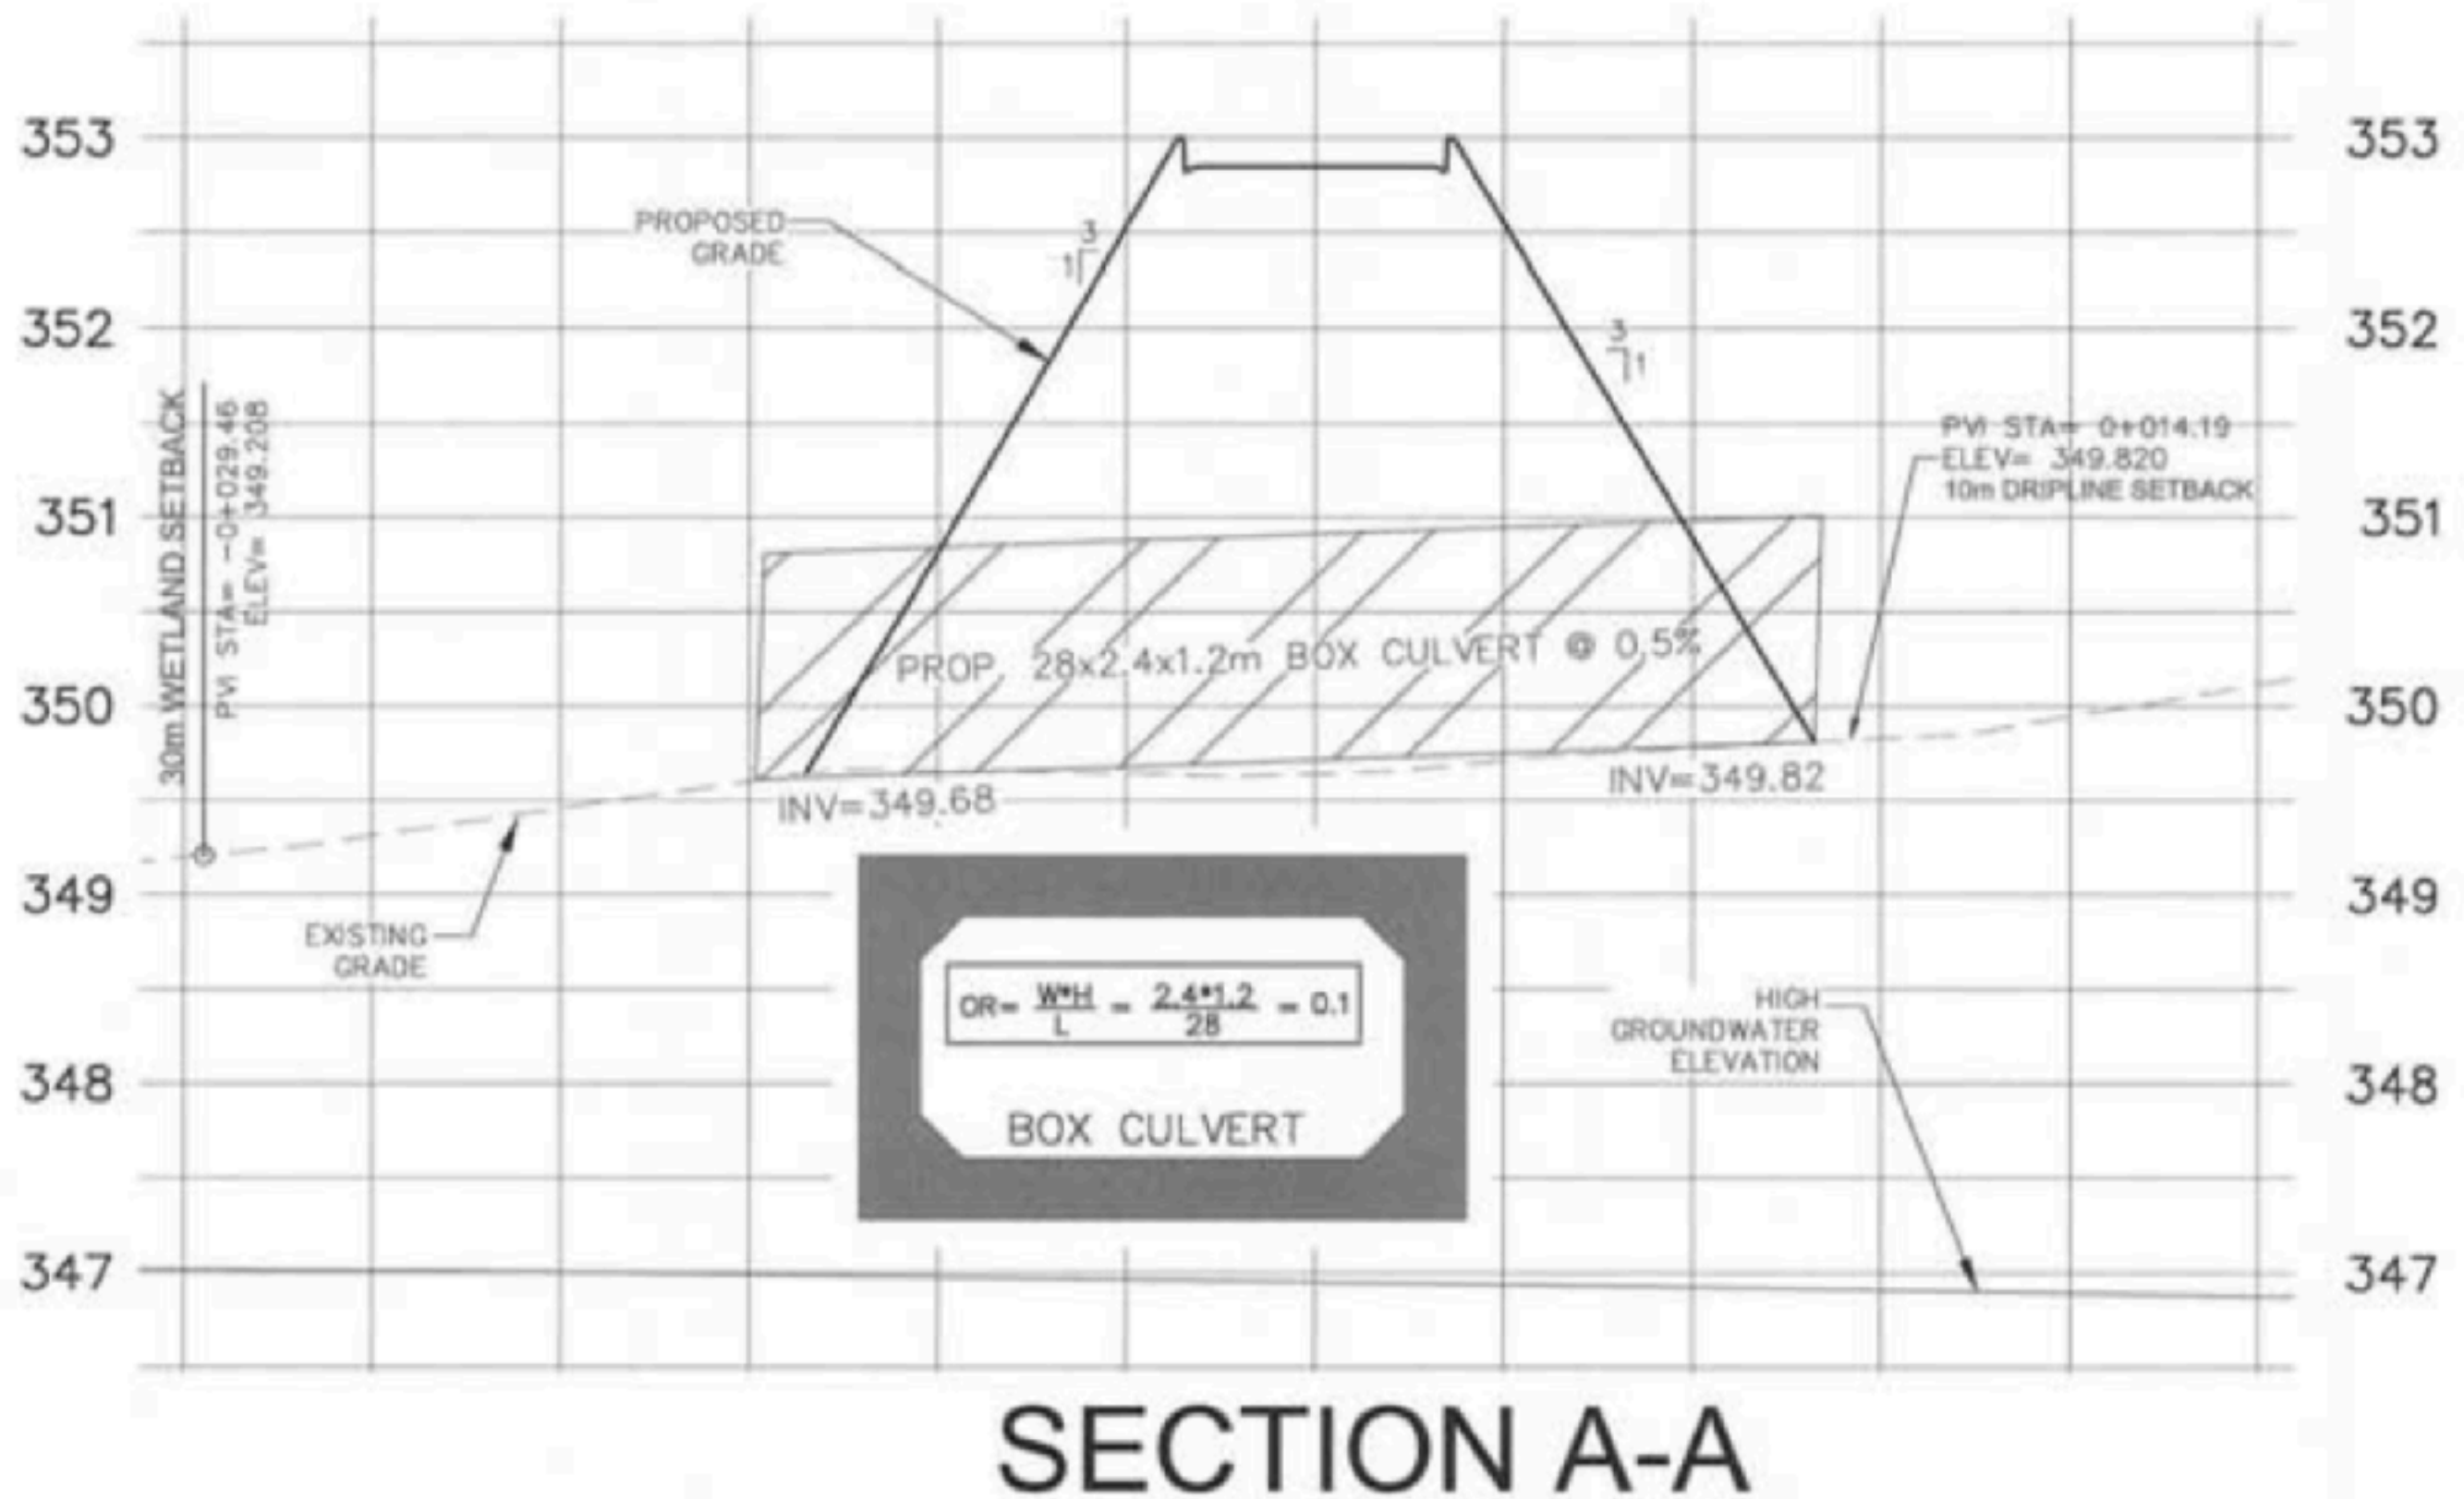 353
353
PROPOSED
GRADE
3
1
352
352
3
1
30m WETLAND SETBACK
PVI STA= -0+029.46
ELEV= 349.208
PVI STA= 0+014.19
ELEV= 349.820
10m DRIPLINE SETBACK
351
351
PROP. 28x2.4x1.2m BOX CULVERT @ 0.5%
350
350
INV=349.68
INV=349.82
349
349
EXISTING
GRADE
OR= W*H/L = 2.4*1.2/28 = 0.1
BOX CULVERT
HIGH
GROUNDWATER
ELEVATION
348
348
347
347
SECTION A-A